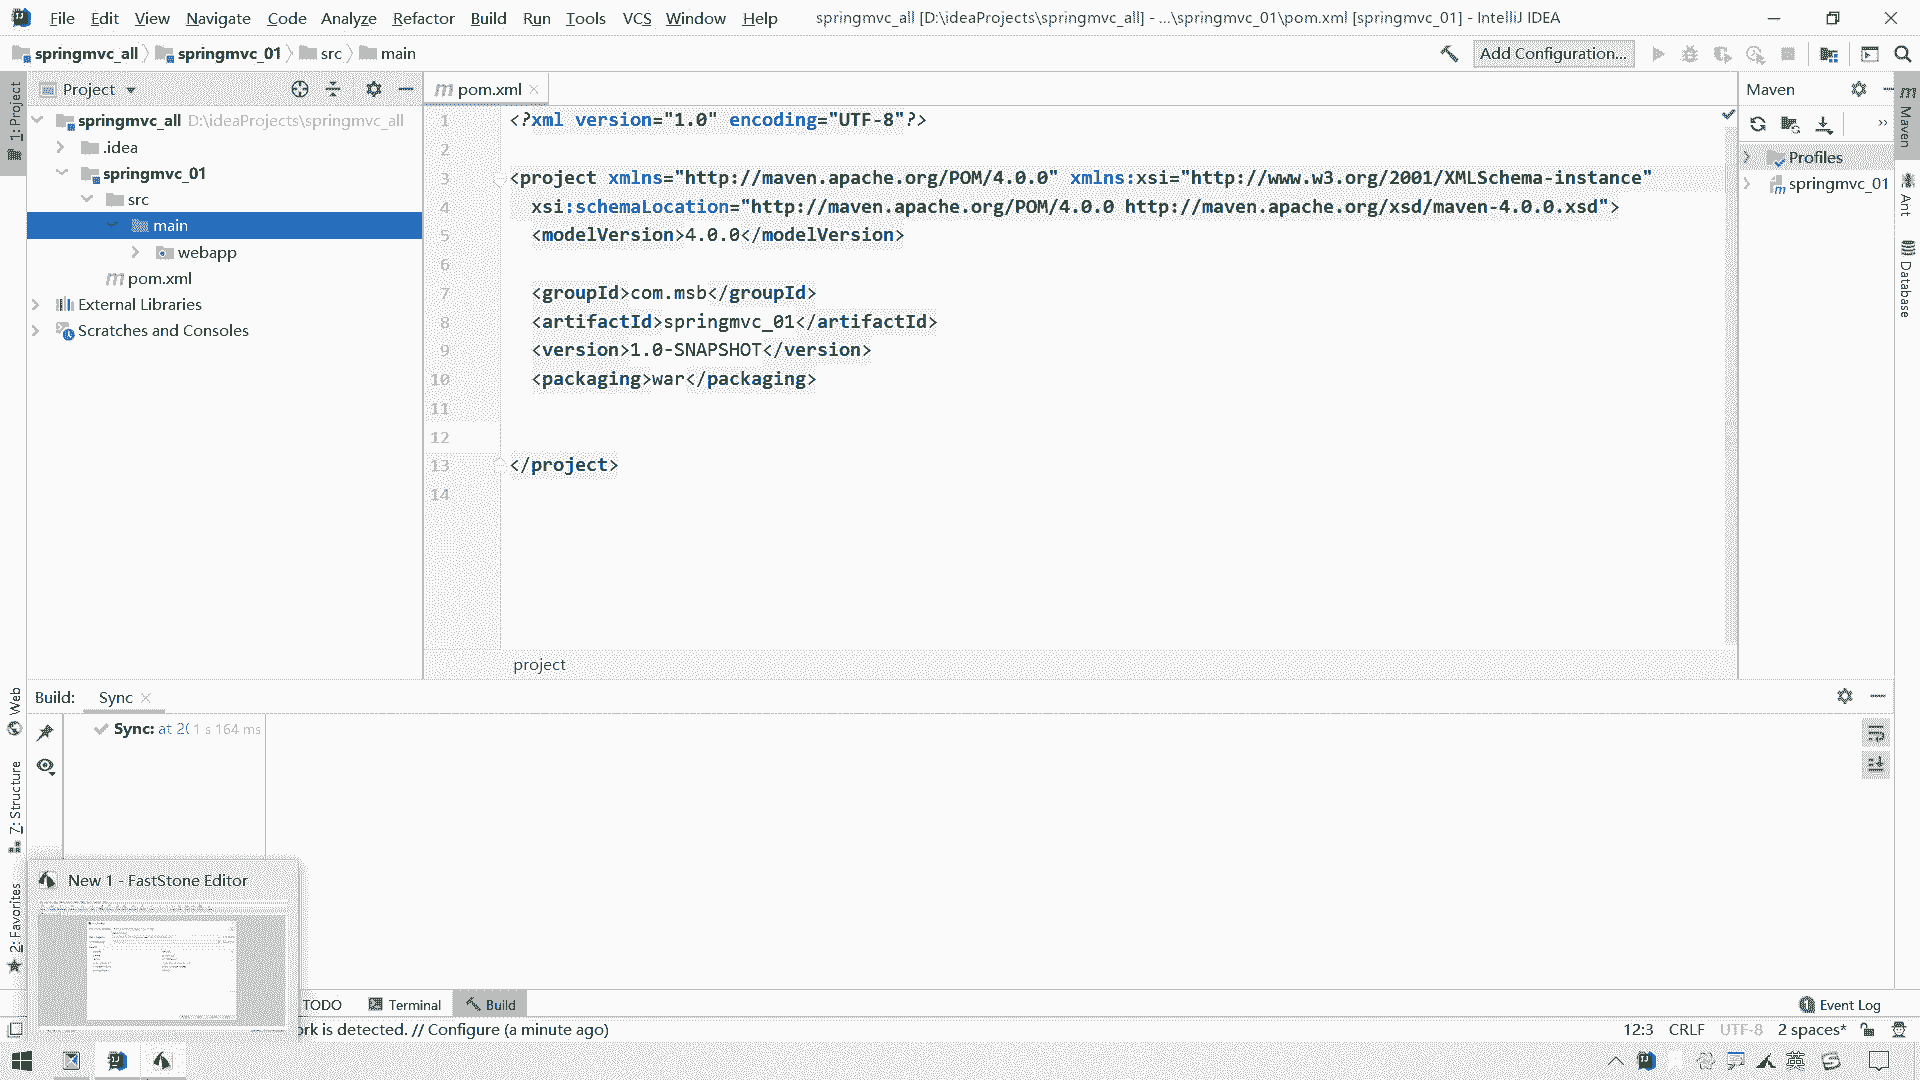 File Edit View Navigate Code Analyze Refactor Build Run Tools VCS Window Help springmvc_all [D:\ideaProjects\springmvc_all] - ...\springmvc_01\pom.xml [springmvc_01] - IntelliJ IDEA
springmvc_all springmvc_01 src main Add Configuration...
1: Project
Project
pom.xml
Maven
Maven
springmvc_all D:\ideaProjects\springmvc_all
.idea
springmvc_01
src
main
webapp
pom.xml
External Libraries
Scratches and Consoles
1 <?xml version="1.0" encoding="UTF-8"?>
2
3 <project xmlns="http://maven.apache.org/POM/4.0.0" xmlns:xsi="http://www.w3.org/2001/XMLSchema-instance"
4 xsi:schemaLocation="http://maven.apache.org/POM/4.0.0 http://maven.apache.org/xsd/maven-4.0.0.xsd">
5 <modelVersion>4.0.0</modelVersion>
6
7 <groupId>com.msb</groupId>
8 <artifactId>springmvc_01</artifactId>
9 <version>1.0-SNAPSHOT</version>
10 <packaging>war</packaging>
11
12
13 </project>
14
project
Profiles
springmvc_01
Ant
Database
Web
7: Structure
2: Favorites
Build: Sync
Sync: at 2( 1 s 164 ms
New 1 - FastStone Editor
TODO Terminal Build Event Log
rk is detected. // Configure (a minute ago) 12:3 CRLF UTF-8 2 spaces*
英